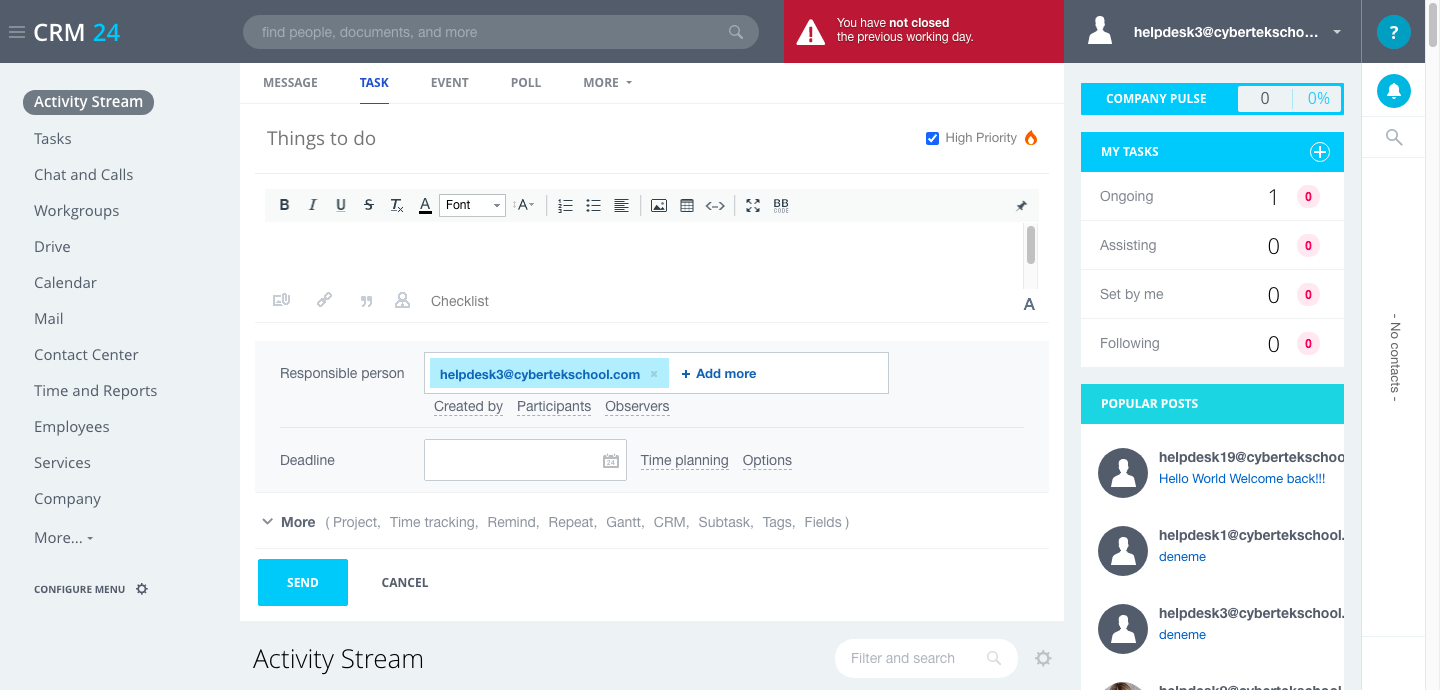 CRM 24
find people, documents, and more
You have not closed
the previous working day.
helpdesk3@cybertekscho...
?
Activity Stream
Tasks
Chat and Calls
Workgroups
Drive
Calendar
Mail
Contact Center
Time and Reports
Employees
Services
Company
More...
CONFIGURE MENU
MESSAGE TASK EVENT POLL MORE
Things to do
High Priority
B I U S Tx A Font A BB CODE
Checklist
A
Responsible person helpdesk3@cybertekschool.com × + Add more
Created by Participants Observers
Deadline 24 Time planning Options
More ( Project, Time tracking, Remind, Repeat, Gantt, CRM, Subtask, Tags, Fields )
SEND CANCEL
Activity Stream
Filter and search
COMPANY PULSE 0 0%
MY TASKS
Ongoing 1 0
Assisting 0 0
Set by me 0 0
Following 0 0
POPULAR POSTS
helpdesk19@cybertekschoo
Hello World Welcome back!!!
helpdesk1@cybertekschool.
deneme
helpdesk3@cybertekschool.
deneme
- No contacts -